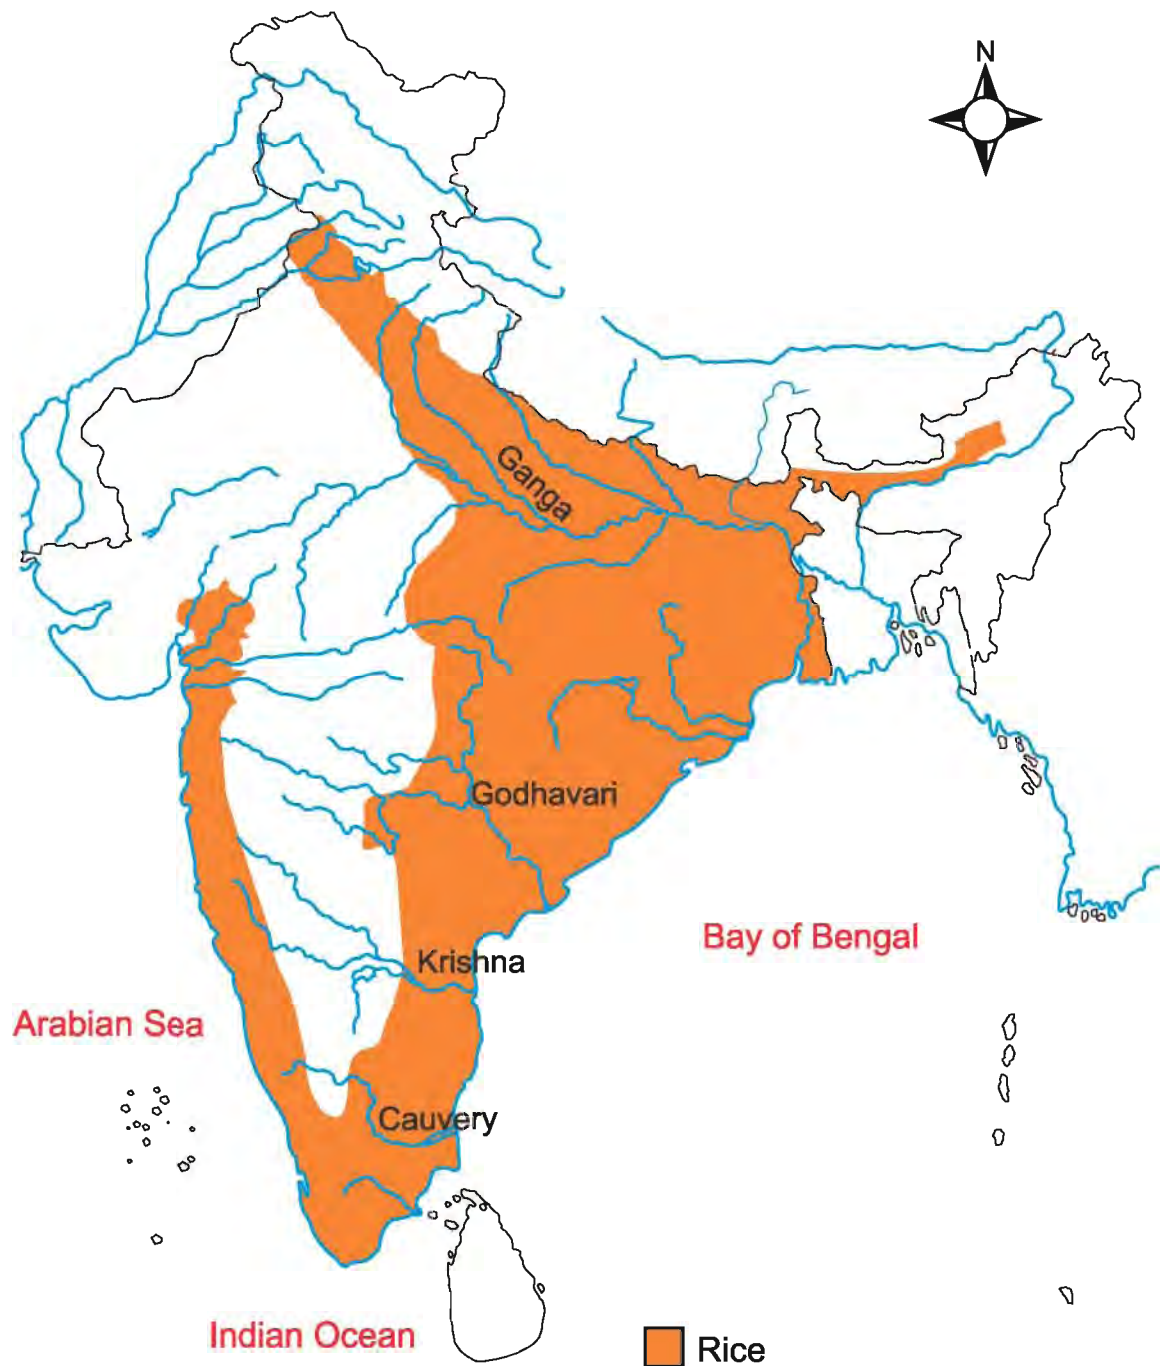 N
Ganga
Godhavari
Bay of Bengal
Krishna
Arabian Sea
Cauvery
Indian Ocean
Rice